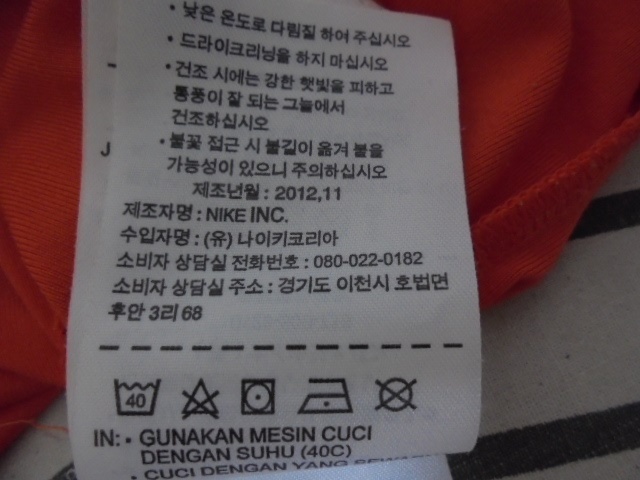 • 낮은 온도로 다림질 하여 주십시오
• 드라이크리닝을 하지 마십시오
• 건조 시에는 강한 햇빛을 피하고
통풍이 잘 되는 그늘에서
건조하십시오
J
• 불꽃 접근 시 불길이 옮겨 붙을
가능성이 있으니 주의하십시오
제조년월 : 2012,11
제조자명 : NIKE INC.
수입자명 : (유) 나이키코리아
소비자 상담실 전화번호 : 080-022-0182
소비자 상담실 주소 : 경기도 이천시 호법면
후안 3리 68
40
IN: • GUNAKAN MESIN CUCI
DENGAN SUHU (40C)
• CUCI DENGAN YANG